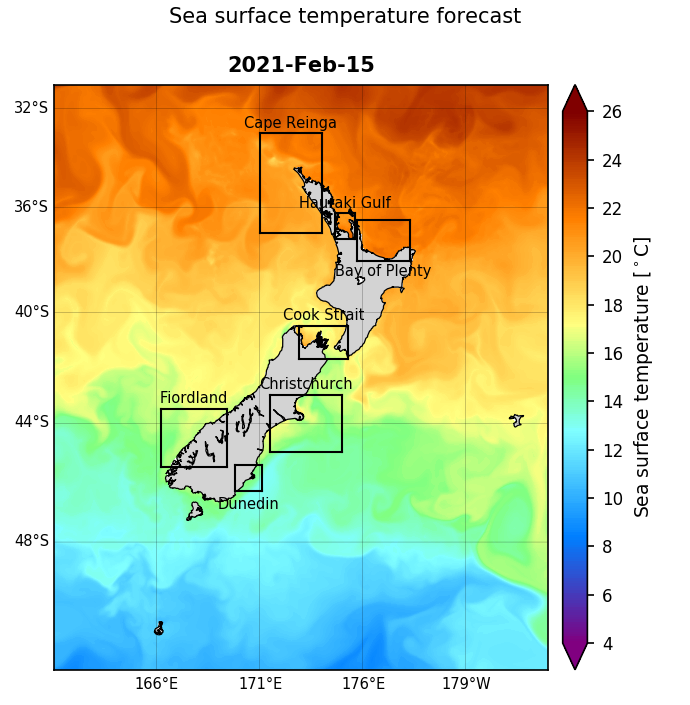 Sea surface temperature forecast
2021-Feb-15
32°S
36°S
40°S
44°S
48°S
Cape Reinga
Hauraki Gulf
Bay of Plenty
Cook Strait
Christchurch
Fiordland
Dunedin
166°E
171°E
176°E
179°W
26
24
22
20
18
16
14
12
10
8
6
4
Sea surface temperature [°C]